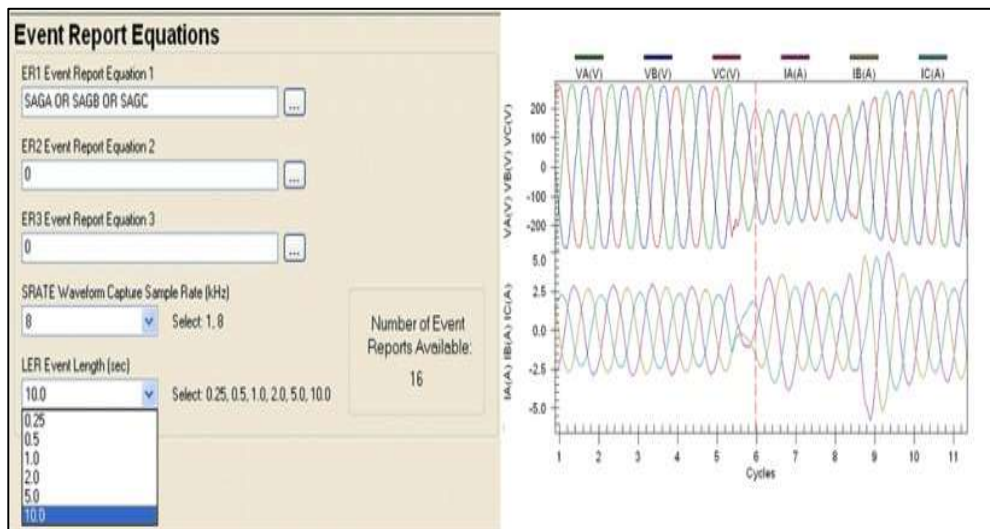 Event Report Equations
ER1 Event Report Equation 1
SAGA OR SAGB OR SAGC
...
ER2 Event Report Equation 2
0
...
ER3 Event Report Equation 3
0
...
SRATE Waveform Capture Sample Rate (kHz)
8
Select: 1, 8
LER Event Length (sec)
10.0
Select: 0.25, 0.5, 1.0, 2.0, 5.0, 10.0
0.25
0.5
1.0
2.0
5.0
10.0
Number of Event
Reports Available:
16
VA(V) VB(V) VC(V) IA(A) IB(A) IC(A)
VA(V) VB(V) VC(V)
200
100
0
-100
-200
IA(A) IB(A) IC(A)
5.0
2.5
0.0
-2.5
-5.0
1 2 3 4 5 6 7 8 9 10 11
Cycles